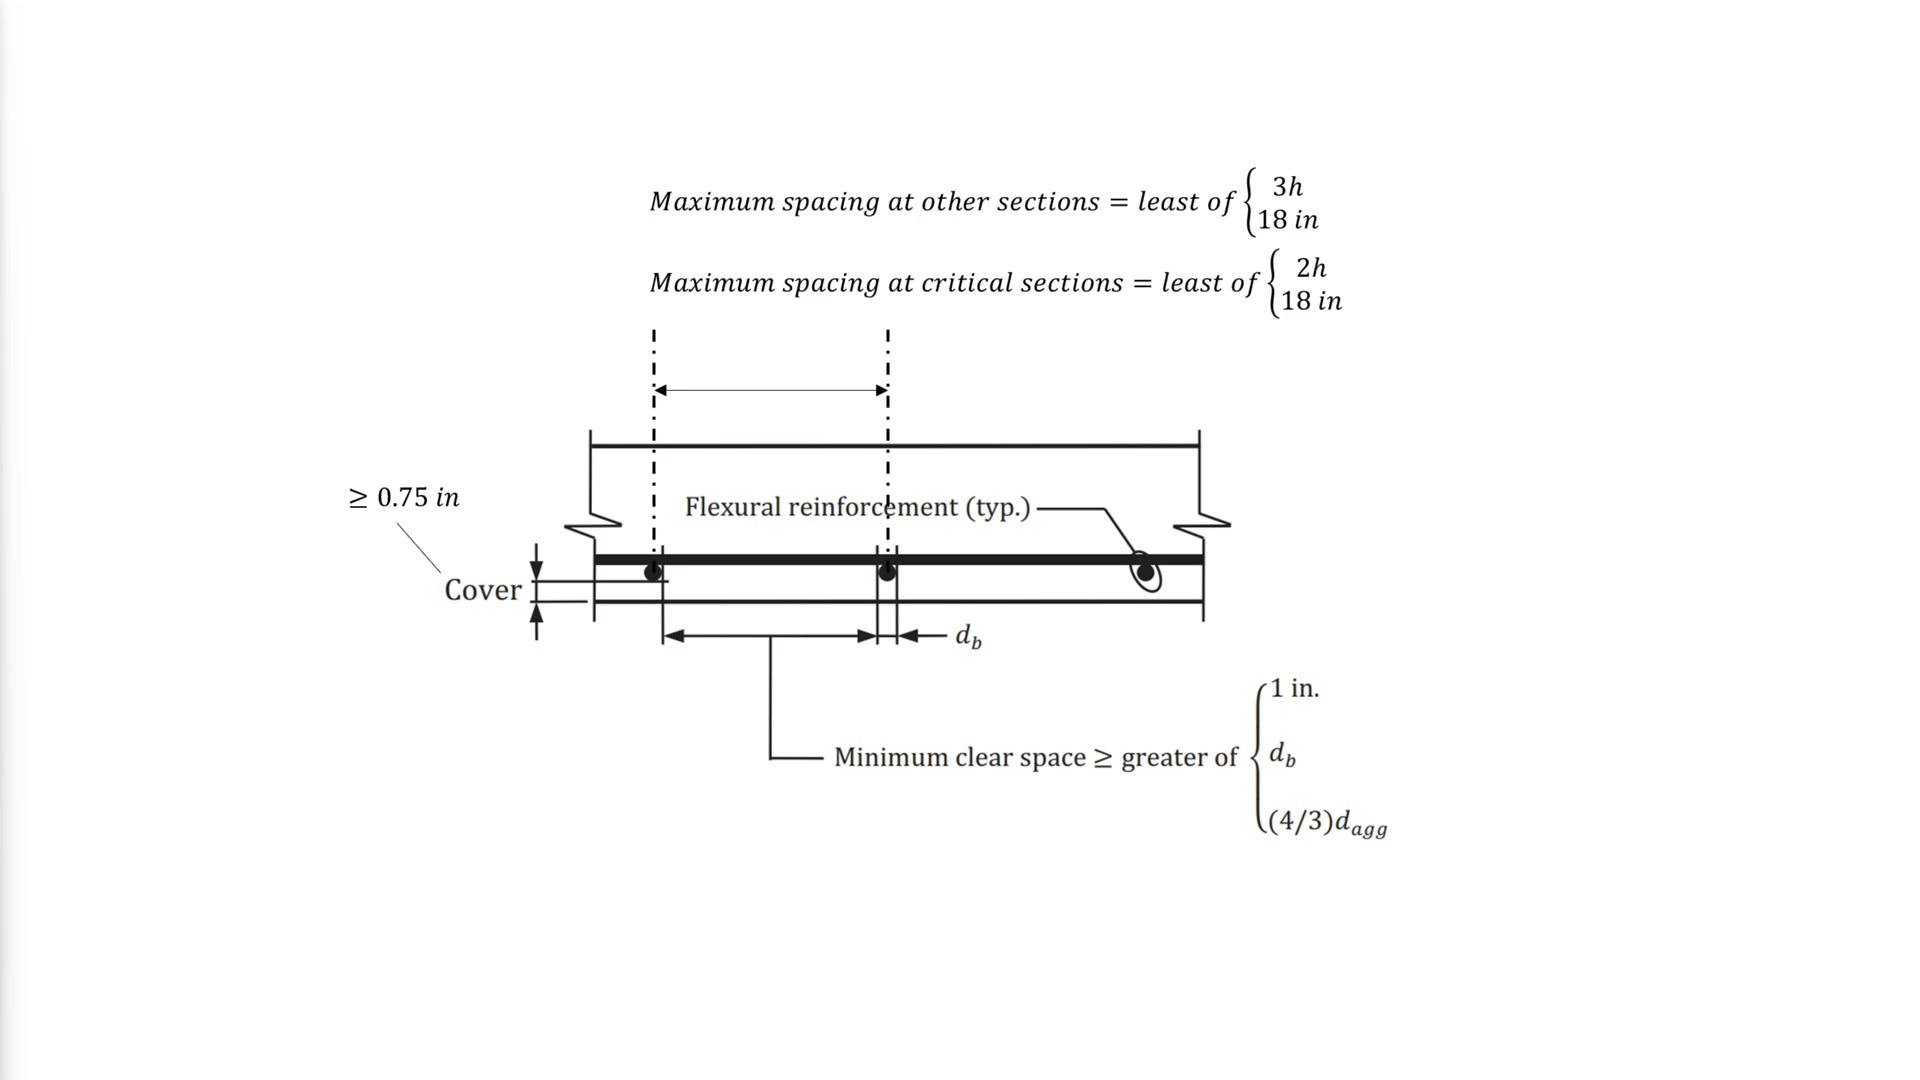 Maximum spacing at other sections = least of { 3h
18 in
Maximum spacing at critical sections = least of { 2h
18 in
≥ 0.75 in
Flexural reinforcement (typ.)
Cover
d_b
Minimum clear space ≥ greater of { 1 in.
d_b
(4/3)d_agg